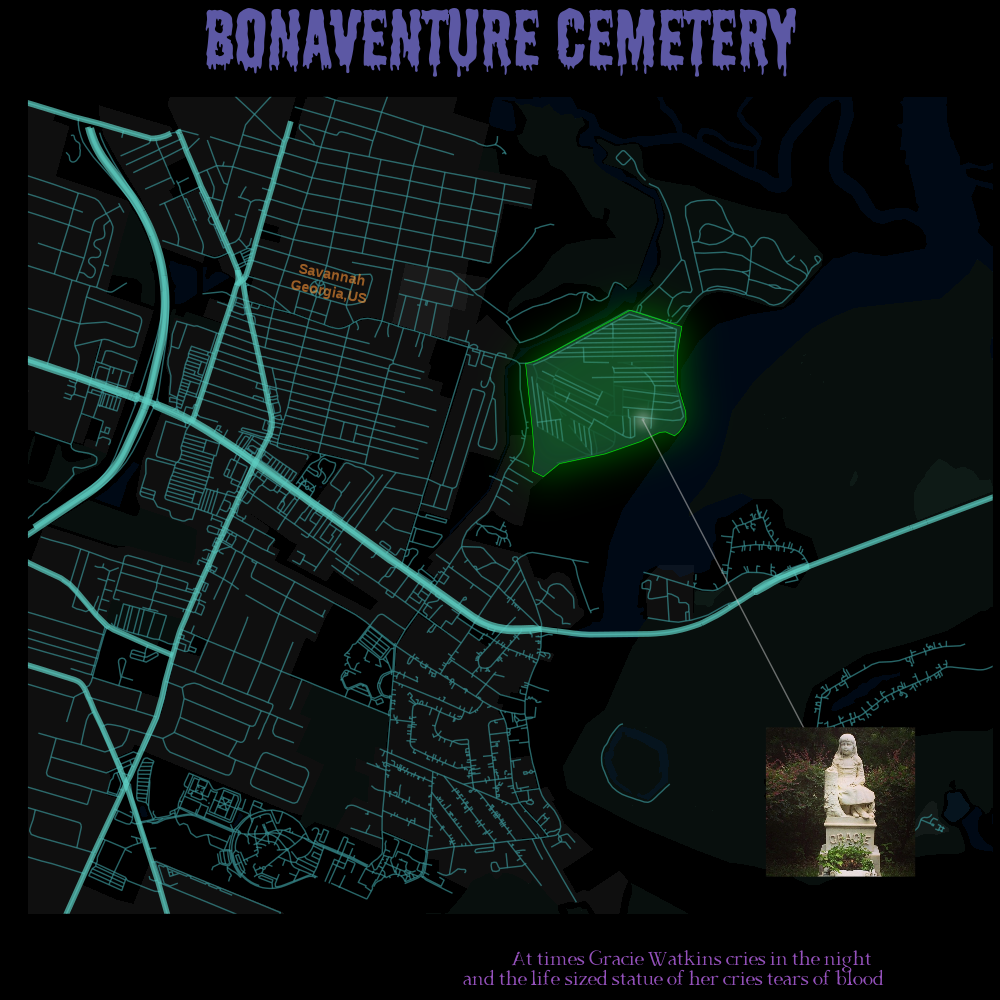 BONAVENTURE CEMETERY
Savannah
Georgia,US
GRACIE
At times Gracie Watkins cries in the night
and the life sized statue of her cries tears of blood